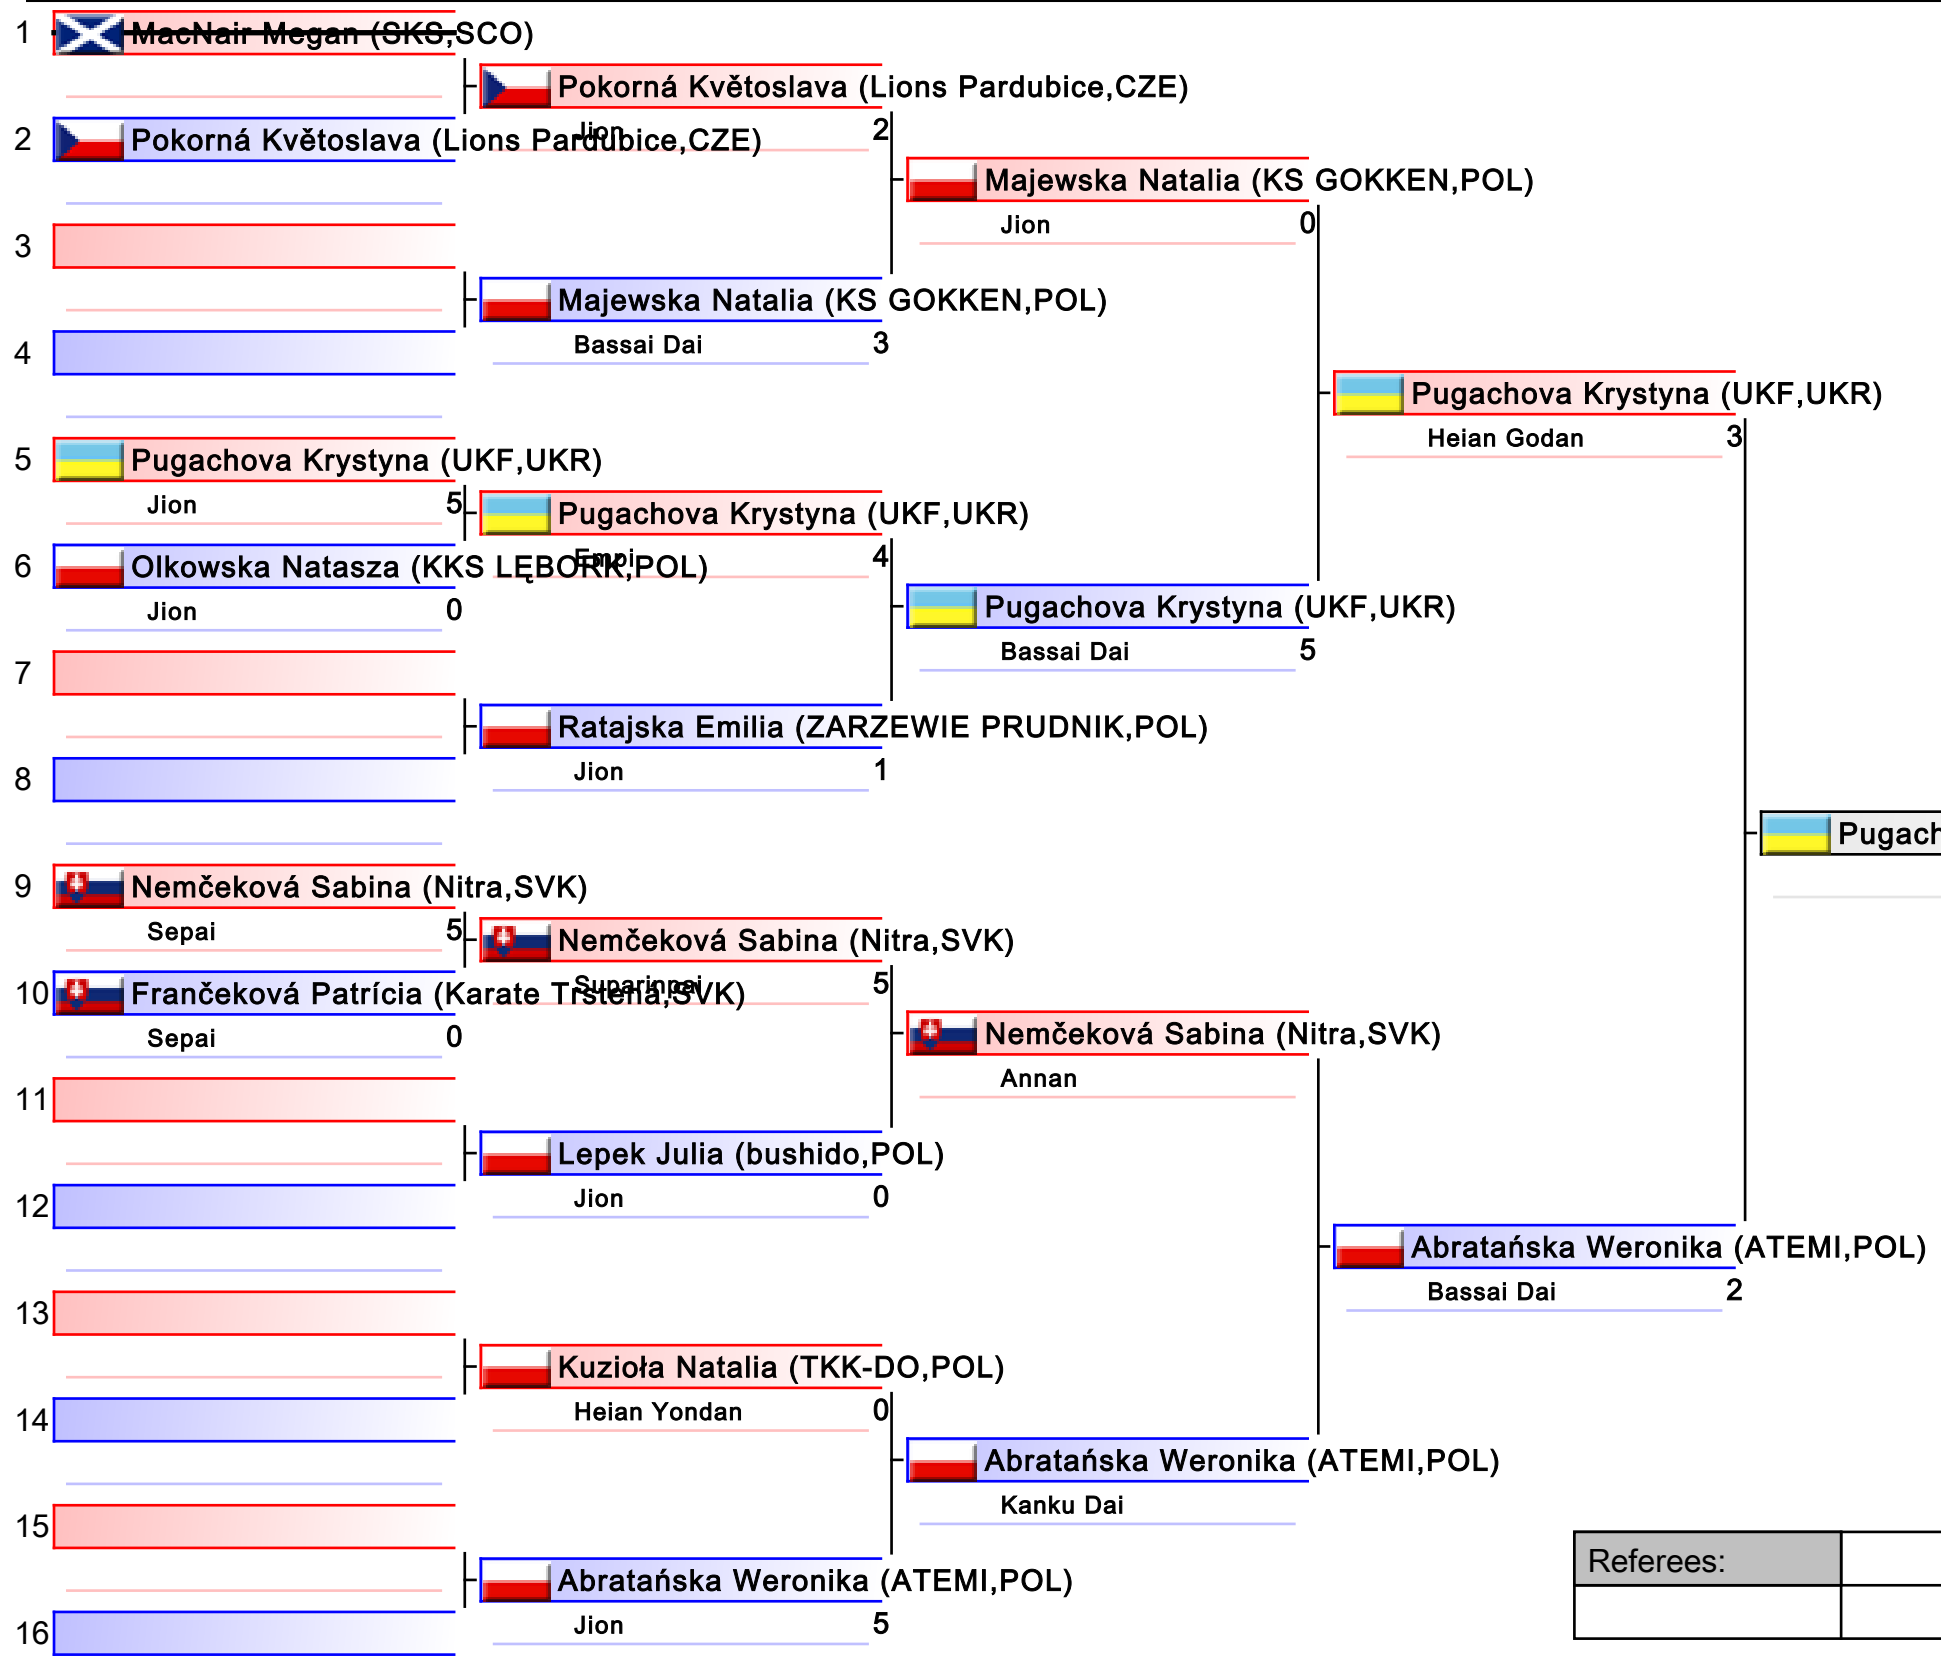 1 MacNair Megan (SKS,SCO)
Pokorná Květoslava (Lions Pardubice,CZE)
Jion 2
2 Pokorná Květoslava (Lions Pardubice,CZE)
Majewska Natalia (KS GOKKEN,POL)
Jion 0
3
Majewska Natalia (KS GOKKEN,POL)
Bassai Dai 3
4
Pugachova Krystyna (UKF,UKR)
Heian Godan 3
5 Pugachova Krystyna (UKF,UKR)
Jion 5
Pugachova Krystyna (UKF,UKR)
Empi 4
6 Olkowska Natasza (KKS LĘBORK,POL)
Jion 0
Pugachova Krystyna (UKF,UKR)
Bassai Dai 5
7
Ratajska Emilia (ZARZEWIE PRUDNIK,POL)
Jion 1
8
Pugach
9 Nemčeková Sabina (Nitra,SVK)
Sepai 5
Nemčeková Sabina (Nitra,SVK)
Suparinpai 5
10 Frančeková Patrícia (Karate Trstená,SVK)
Sepai 0
Nemčeková Sabina (Nitra,SVK)
Annan
11
Lepek Julia (bushido,POL)
Jion 0
12
Abratańska Weronika (ATEMI,POL)
Bassai Dai 2
13
Kuzioła Natalia (TKK-DO,POL)
Heian Yondan 0
14
Abratańska Weronika (ATEMI,POL)
Kanku Dai
15
Referees:
Abratańska Weronika (ATEMI,POL)
Jion 5
16